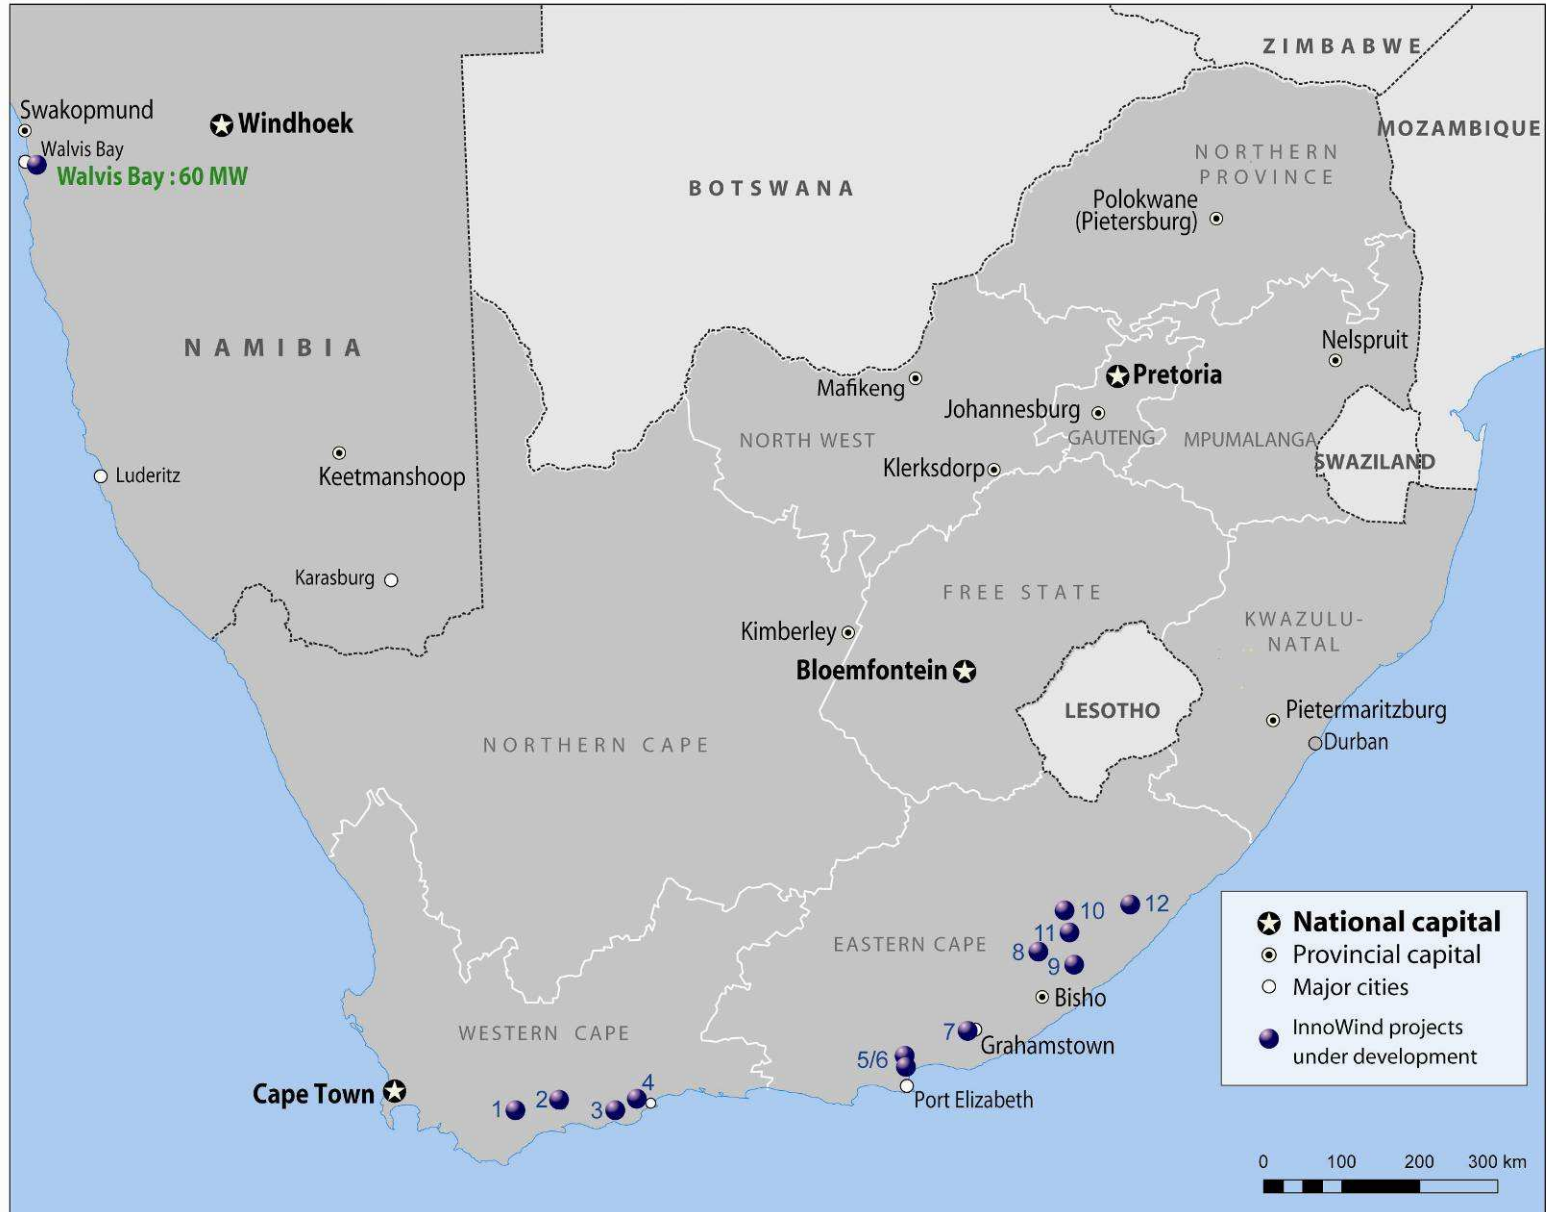 ZIMBABWE
Swakopmund
Windhoek
MOZAMBIQUE
Walvis Bay
Walvis Bay : 60 MW
NORTHERN
PROVINCE
BOTSWANA
Polokwane
(Pietersburg)
NAMIBIA
Nelspruit
Pretoria
Mafikeng
Johannesburg
NORTH WEST
GAUTENG
MPUMALANGA
SWAZILAND
Klerksdorp
Luderitz
Keetmanshoop
Karasburg
FREE STATE
KWAZULU-
NATAL
Kimberley
Bloemfontein
LESOTHO
Pietermaritzburg
Durban
NORTHERN CAPE
10
12
11
EASTERN CAPE
8
9
Bisho
WESTERN CAPE
7
Grahamstown
5/6
Cape Town
4
2
1
3
Port Elizabeth
National capital
Provincial capital
Major cities
InnoWind projects
under development
0 100 200 300 km